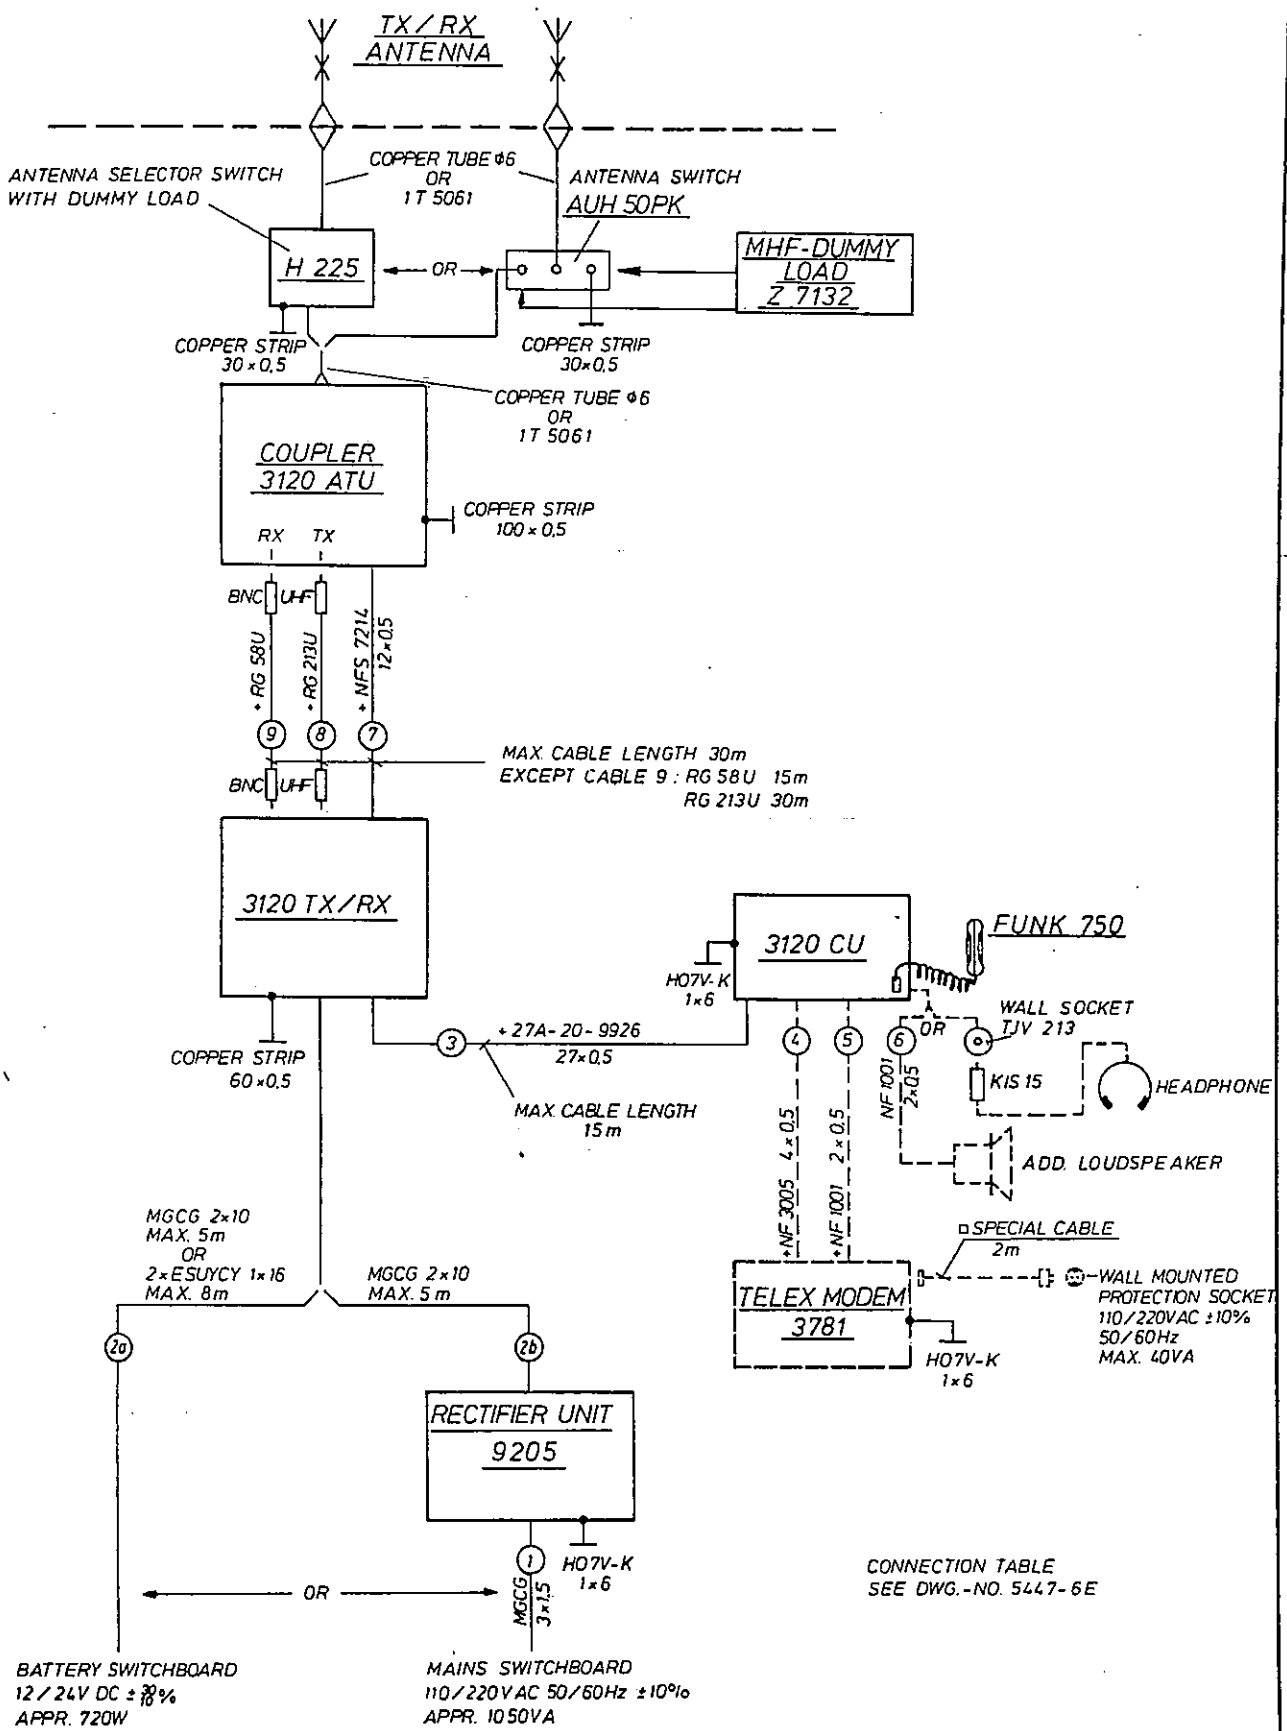 TX/RX
ANTENNA
COPPER TUBE ⌀6
OR
1T 5061
ANTENNA SELECTOR SWITCH
WITH DUMMY LOAD
ANTENNA SWITCH
AUH 50PK
H 225
OR
MHF-DUMMY
LOAD
Z 7132
COPPER STRIP
30×0,5
COPPER STRIP
30×0,5
COPPER TUBE ⌀6
OR
1T 5061
COUPLER
3120 ATU
COPPER STRIP
100×0,5
RX TX
BNC UHF
+ RG 58U
+ RG 213U
+ NFS 7214
12×0,5
9 8 7
MAX. CABLE LENGTH 30m
EXCEPT CABLE 9 : RG 58U 15m
RG 213U 30m
BNC UHF
3120 TX/RX
3120 CU
FUNK 750
H07V-K
1×6
WALL SOCKET
TJV 213
OR
3
+27A-20-9926
27×0,5
4 5 6
COPPER STRIP
60×0,5
MAX. CABLE LENGTH
15m
NF 1001
2×0,5
KIS 15
HEADPHONE
+NF 3005 4×0,5
+NF 1001 2×0,5
ADD. LOUDSPEAKER
MGCG 2×10
MAX. 5m
OR
2×ESUYCY 1×16
MAX. 8m
MGCG 2×10
MAX. 5m
□ SPECIAL CABLE
2m
TELEX MODEM
3781
WALL MOUNTED
PROTECTION SOCKET
110/220VAC ±10%
50/60Hz
MAX. 40VA
H07V-K
1×6
2a
2b
RECTIFIER UNIT
9205
1
H07V-K
1×6
MGCG
3×1,5
OR
CONNECTION TABLE
SEE DWG.-NO. 5447-6E
BATTERY SWITCHBOARD
12/24V DC ± 30/10 %
APPR. 720W
MAINS SWITCHBOARD
110/220VAC 50/60Hz ±10%
APPR. 1050VA